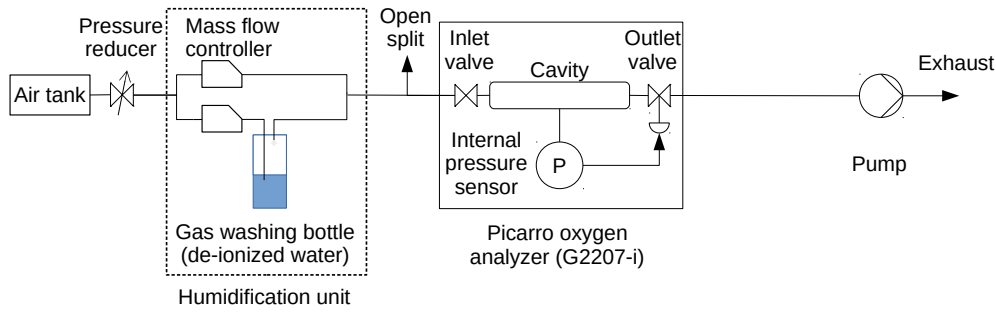 Pressure
reducer
Mass flow
controller
Open
split
Inlet
valve
Outlet
valve
Cavity
Exhaust
Air tank
Internal
pressure
sensor
P
Pump
Gas washing bottle
(de-ionized water)
Picarro oxygen
analyzer (G2207-i)
Humidification unit